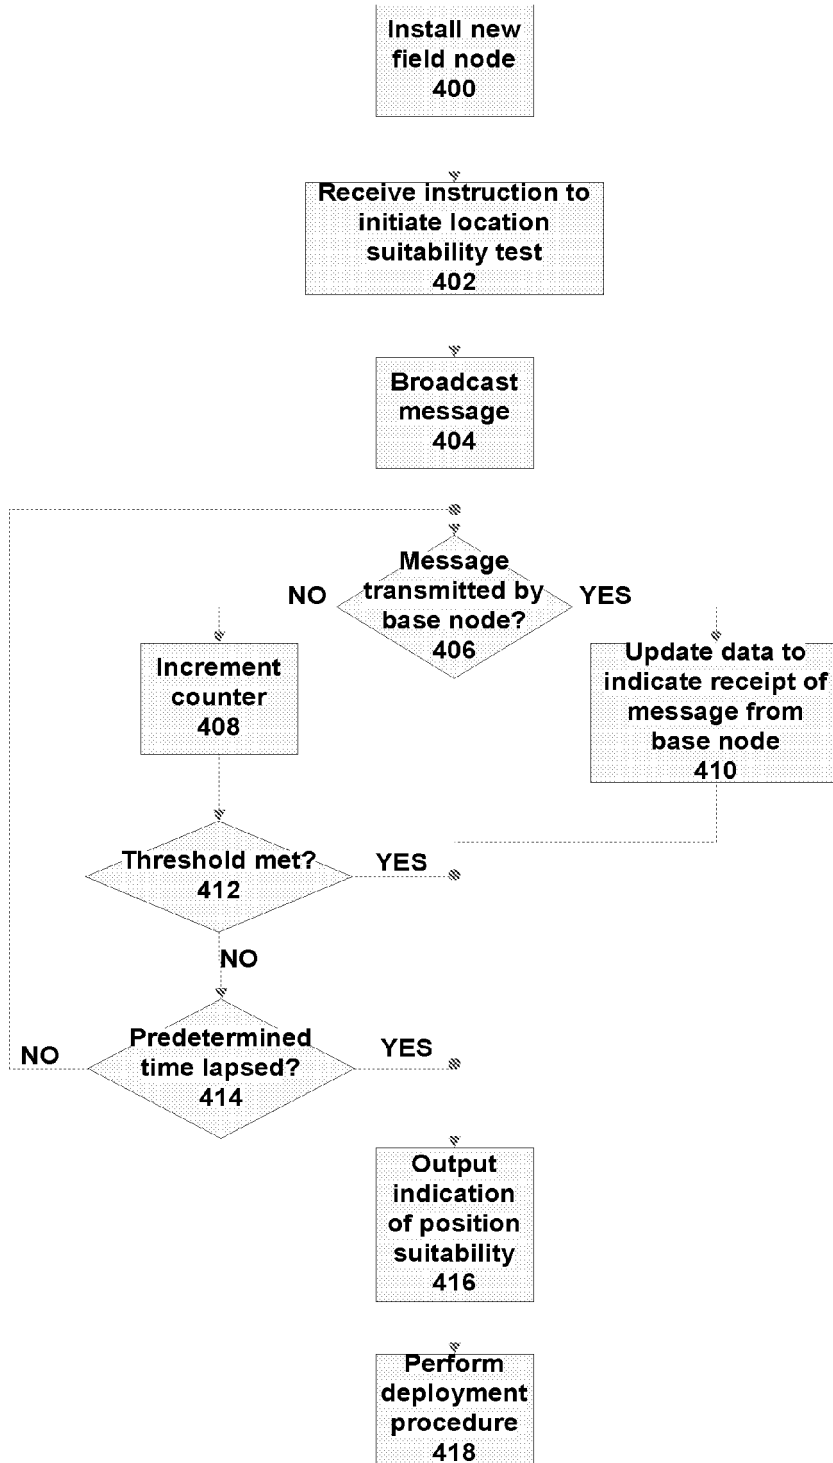 Install new
field node
400
Receive instruction to
initiate location
suitability test
402
Broadcast
message
404
Message
transmitted by
base node?
406
NO
YES
Increment
counter
408
Update data to
indicate receipt of
message from
base node
410
Threshold met?
412
YES
NO
Predetermined
time lapsed?
414
NO
YES
Output
indication
of position
suitability
416
Perform
deployment
procedure
418